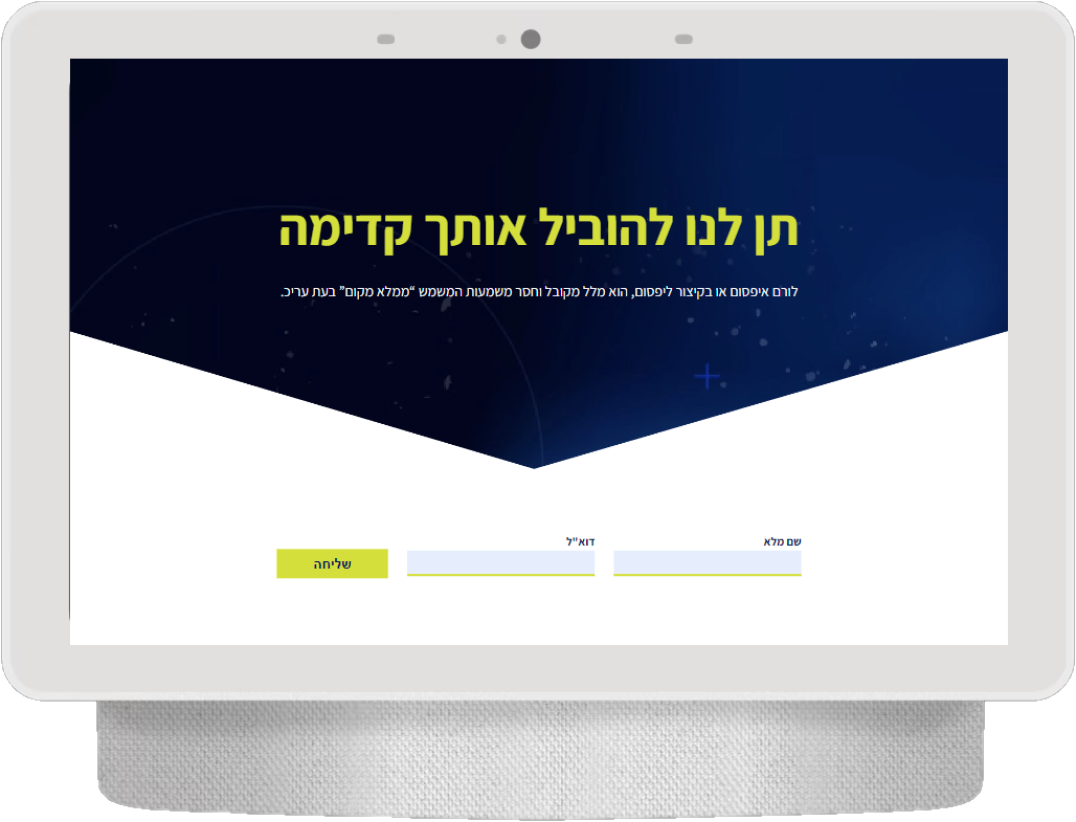 תן לנו להוביל אותך קדימה
לורם איפסום או בקיצור ליפסום, הוא מלל מקובל וחסר משמעות המשמש “ממלא מקום” בעת עריכ.
שם מלא
דוא"ל
שליחה